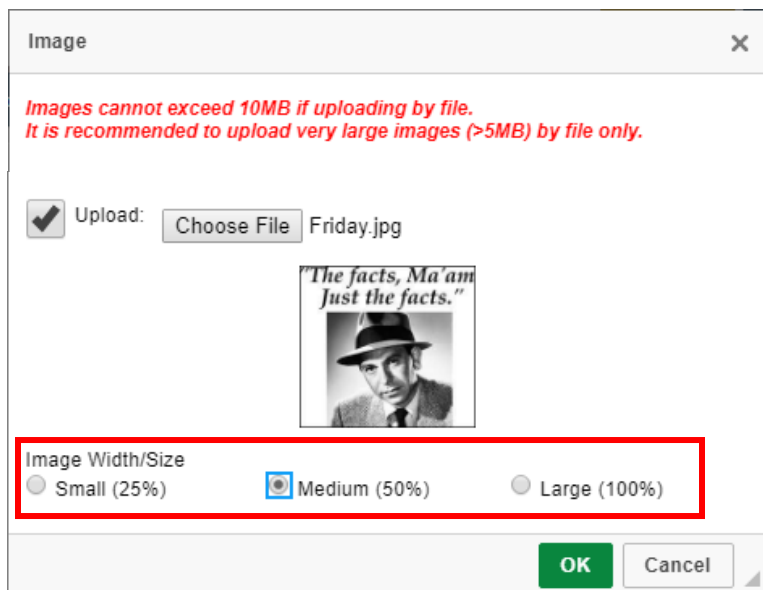 Image
Images cannot exceed 10MB if uploading by file.
It is recommended to upload very large images (>5MB) by file only.
Upload: Choose File Friday.jpg
"The facts, Ma'am
Just the facts."
Image Width/Size
Small (25%) Medium (50%) Large (100%)
OK Cancel